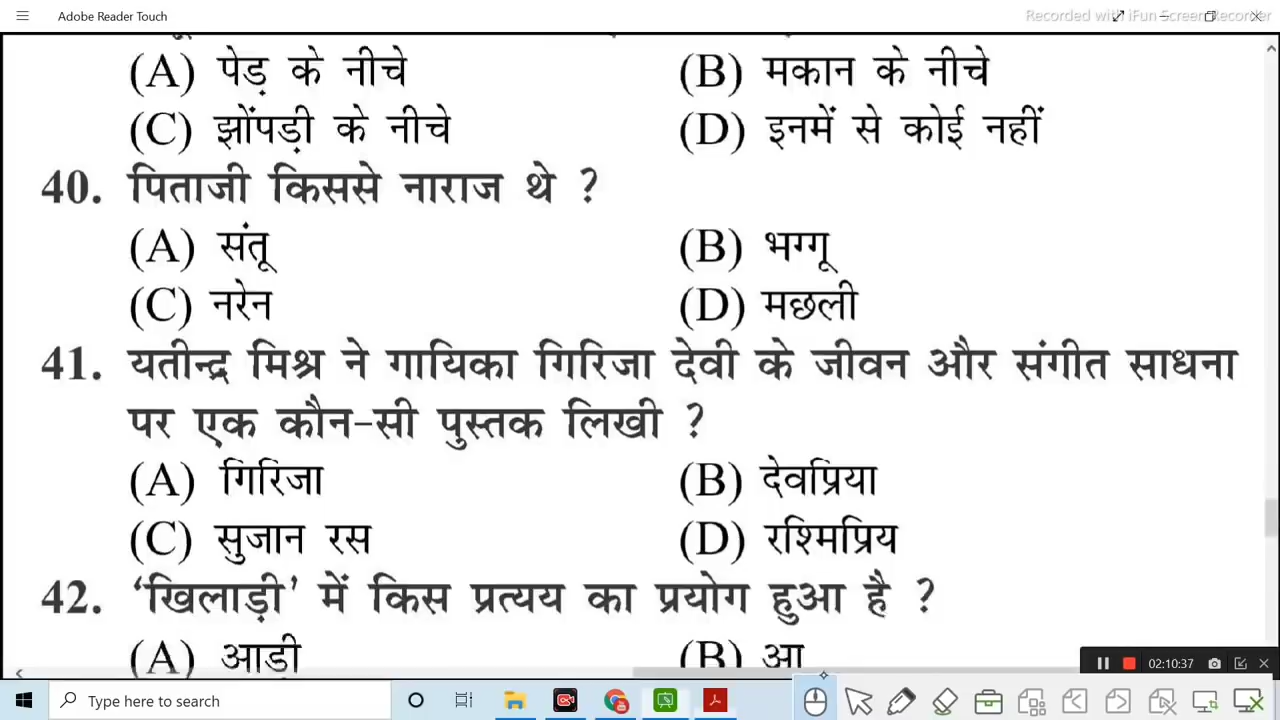 Adobe Reader Touch
Recorded with iFun Screen Recorder
(A) पेड़ के नीचे (B) मकान के नीचे
(C) झोंपड़ी के नीचे (D) इनमें से कोई नहीं
40. पिताजी किससे नाराज थे ?
(A) संतू (B) भग्गू
(C) नरेन (D) मछली
41. यतीन्द्र मिश्र ने गायिका गिरिजा देवी के जीवन और संगीत साधना
पर एक कौन-सी पुस्तक लिखी ?
(A) गिरिजा (B) देवप्रिया
(C) सुजान रस (D) रश्मिप्रिय
42. ‘खिलाड़ी’ में किस प्रत्यय का प्रयोग हुआ है ?
(A) आड़ी (B) आ
02:10:37
Type here to search